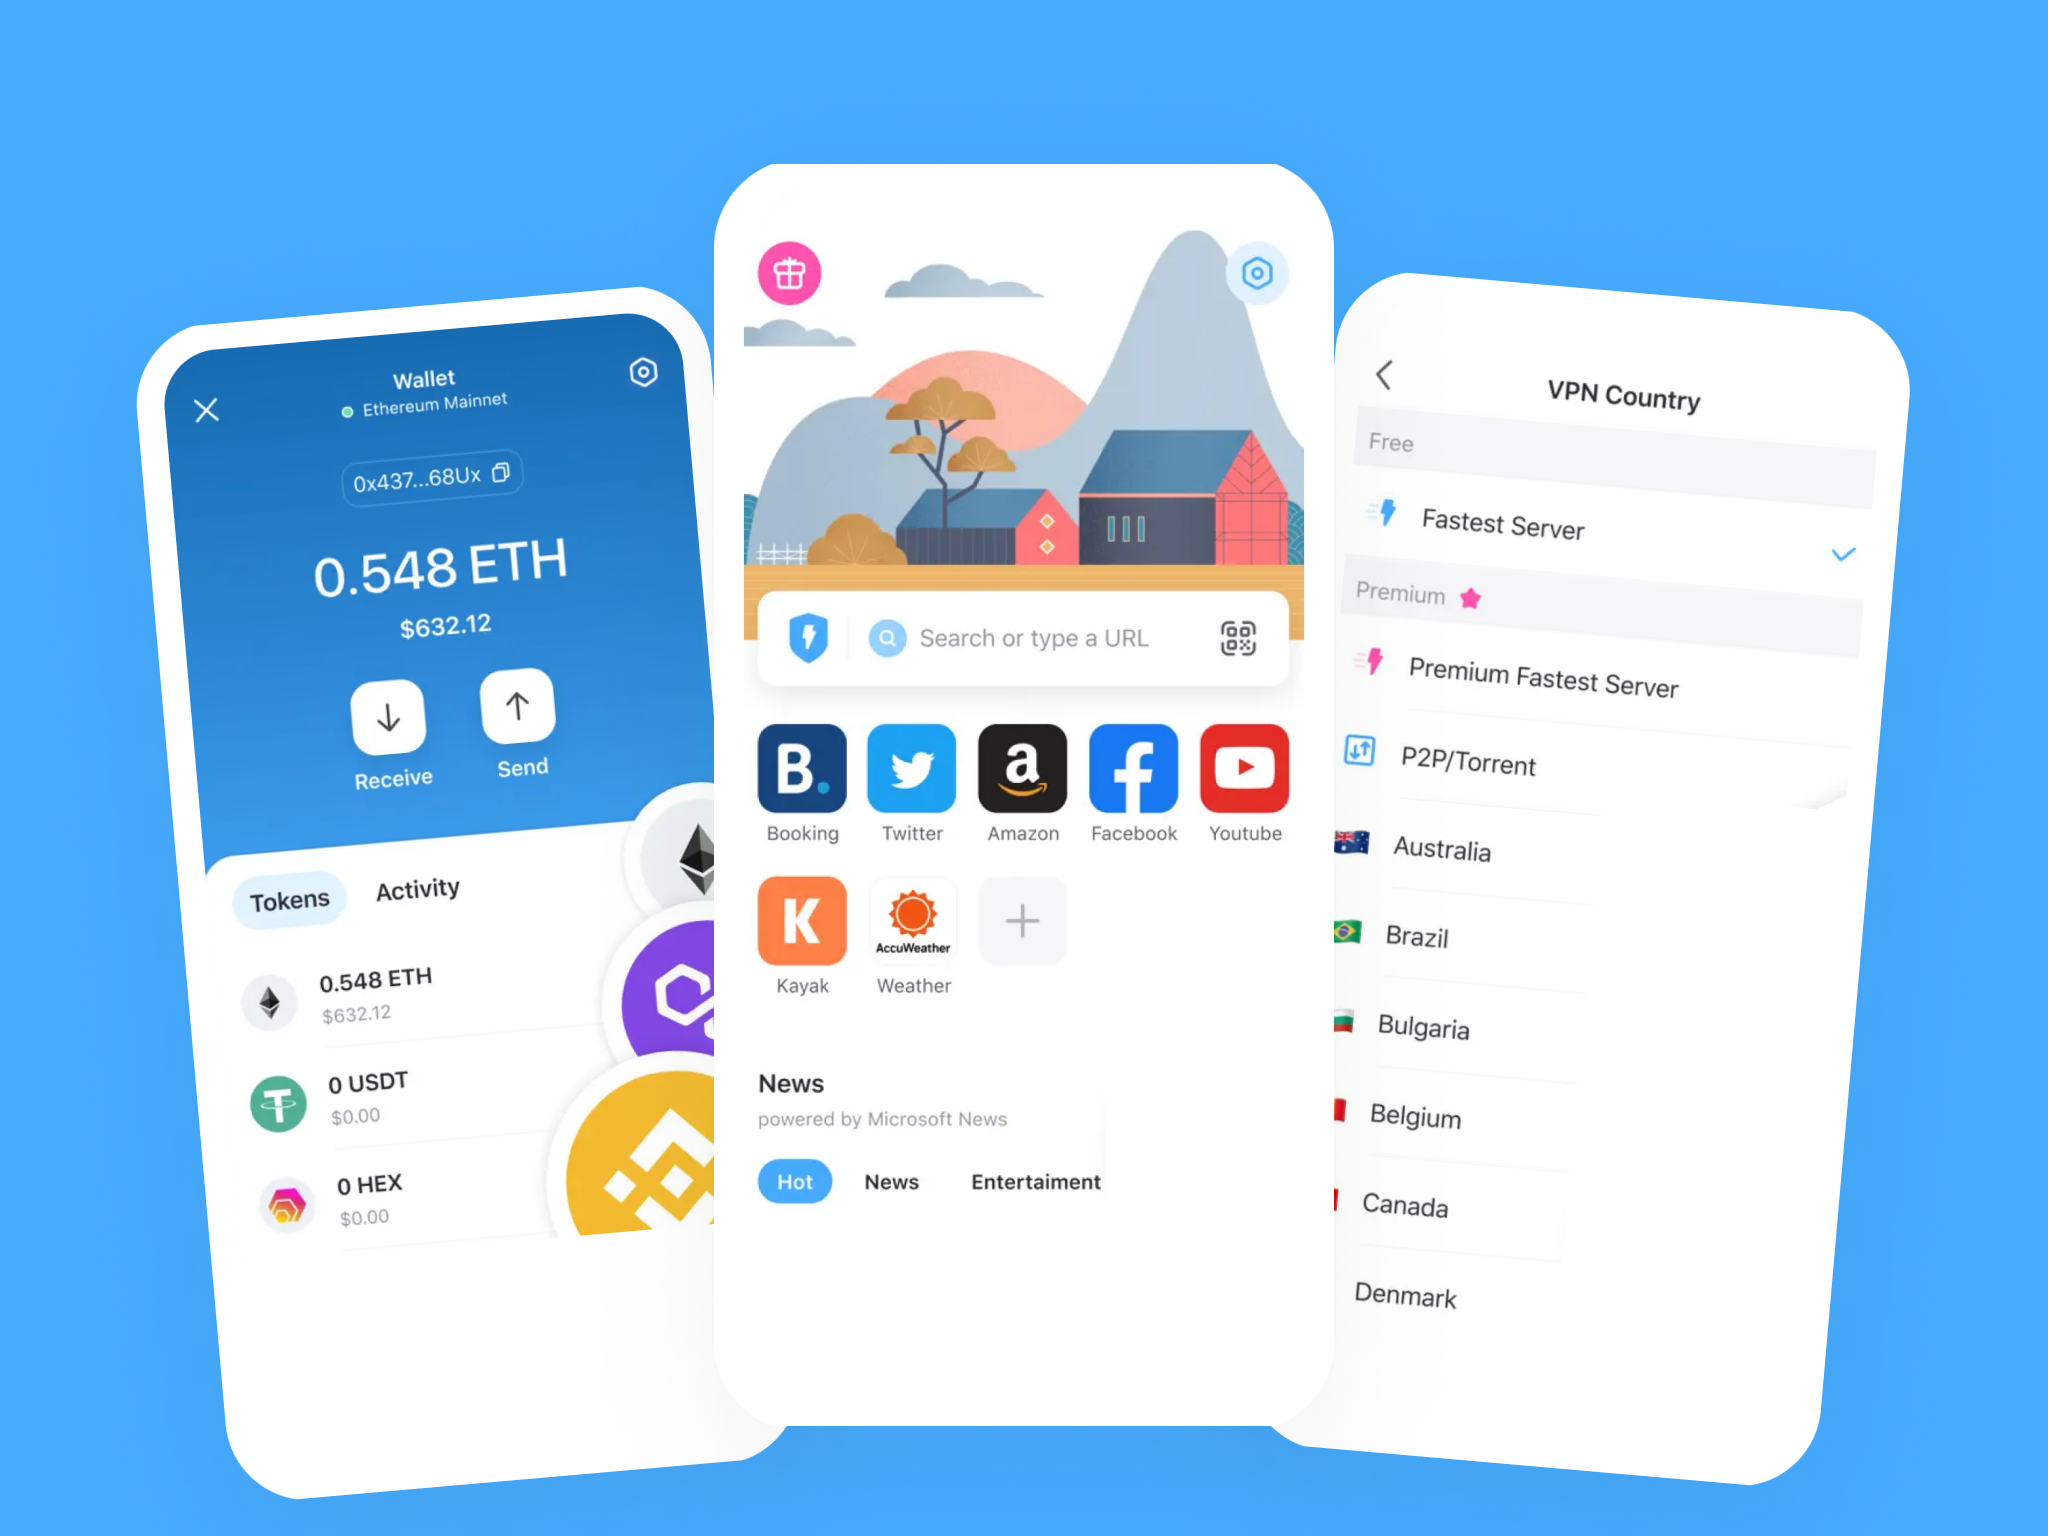 Wallet
Ethereum Mainnet
0x437...68Ux
0.548 ETH
$632.12
Receive
Send
Tokens
Activity
0.548 ETH
$632.12
0 USDT
$0.00
0 HEX
$0.00
Search or type a URL
B.
a
K
AccuWeather
Booking
Twitter
Amazon
Facebook
Youtube
Kayak
Weather
News
powered by Microsoft News
Hot
News
Entertaiment
VPN Country
Free
Fastest Server
Premium
Premium Fastest Server
P2P/Torrent
Australia
Brazil
Bulgaria
Belgium
Canada
Denmark